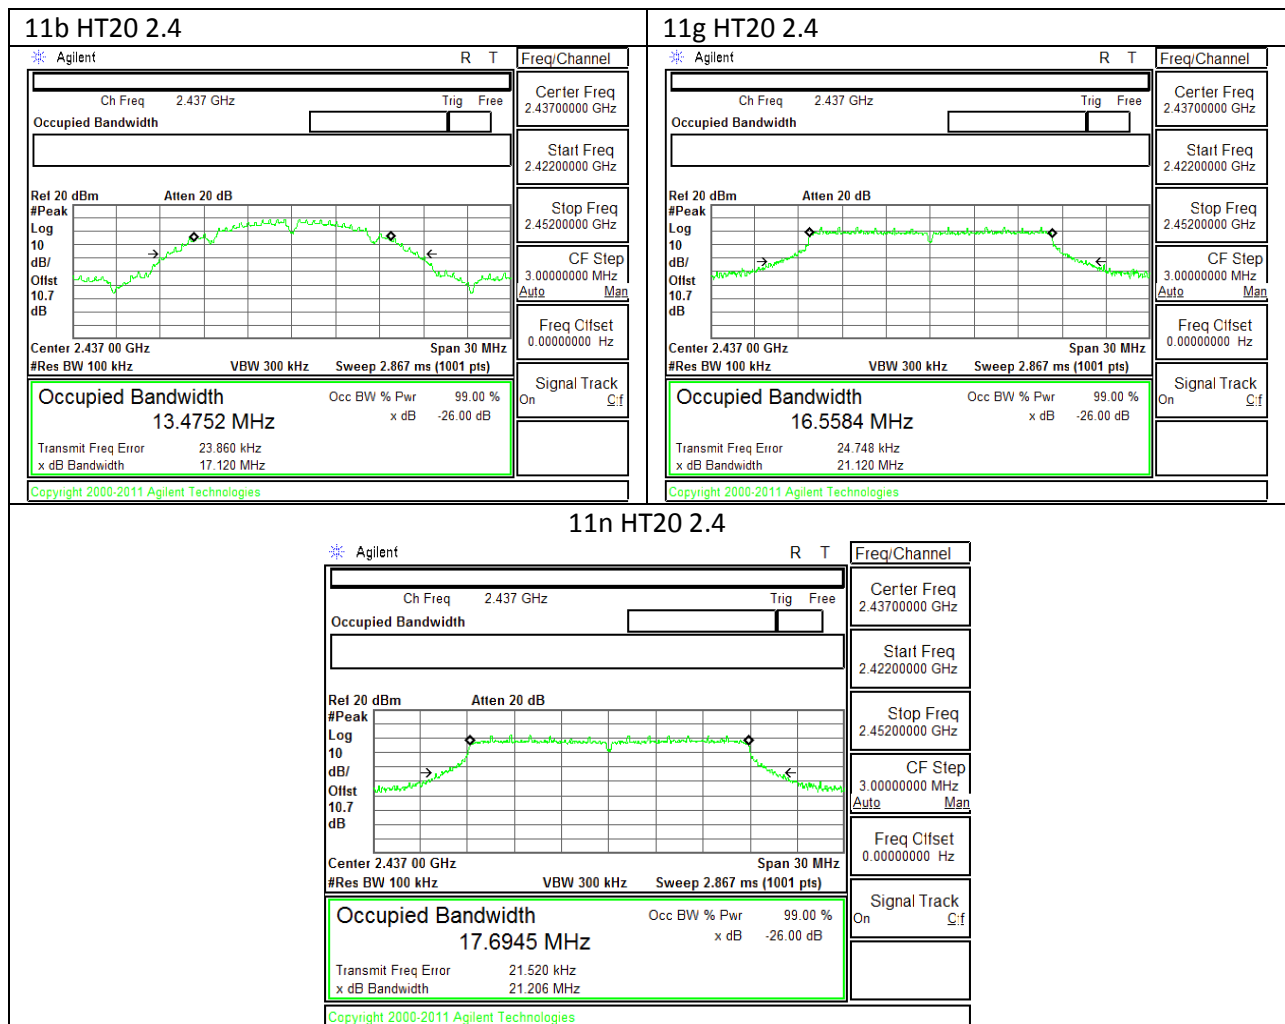 11b HT20 2.4
Agilent R T Freq/Channel
Ch Freq 2.437 GHz Trig Free
Occupied Bandwidth
Center Freq
2.43700000 GHz
Start Freq
2.42200000 GHz
Stop Freq
2.45200000 GHz
CF Step
3.00000000 MHz
Auto Man
Freq Offset
0.00000000 Hz
Signal Track
On Off
Ref 20 dBm Atten 20 dB
#Peak
Log
10
dB/
Offst
10.7
dB
Center 2.437 00 GHz Span 30 MHz
#Res BW 100 kHz VBW 300 kHz Sweep 2.867 ms (1001 pts)
Occupied Bandwidth Occ BW % Pwr 99.00 %
13.4752 MHz x dB -26.00 dB
Transmit Freq Error 23.860 kHz
x dB Bandwidth 17.120 MHz
Copyright 2000-2011 Agilent Technologies
11g HT20 2.4
Agilent R T Freq/Channel
Ch Freq 2.437 GHz Trig Free
Occupied Bandwidth
Center Freq
2.43700000 GHz
Start Freq
2.42200000 GHz
Stop Freq
2.45200000 GHz
CF Step
3.00000000 MHz
Auto Man
Freq Offset
0.00000000 Hz
Signal Track
On Off
Ref 20 dBm Atten 20 dB
#Peak
Log
10
dB/
Offst
10.7
dB
Center 2.437 00 GHz Span 30 MHz
#Res BW 100 kHz VBW 300 kHz Sweep 2.867 ms (1001 pts)
Occupied Bandwidth Occ BW % Pwr 99.00 %
16.5584 MHz x dB -26.00 dB
Transmit Freq Error 24.748 kHz
x dB Bandwidth 21.120 MHz
Copyright 2000-2011 Agilent Technologies
11n HT20 2.4
Agilent R T Freq/Channel
Ch Freq 2.437 GHz Trig Free
Occupied Bandwidth
Center Freq
2.43700000 GHz
Start Freq
2.42200000 GHz
Stop Freq
2.45200000 GHz
CF Step
3.00000000 MHz
Auto Man
Freq Offset
0.00000000 Hz
Signal Track
On Off
Ref 20 dBm Atten 20 dB
#Peak
Log
10
dB/
Offst
10.7
dB
Center 2.437 00 GHz Span 30 MHz
#Res BW 100 kHz VBW 300 kHz Sweep 2.867 ms (1001 pts)
Occupied Bandwidth Occ BW % Pwr 99.00 %
17.6945 MHz x dB -26.00 dB
Transmit Freq Error 21.520 kHz
x dB Bandwidth 21.206 MHz
Copyright 2000-2011 Agilent Technologies